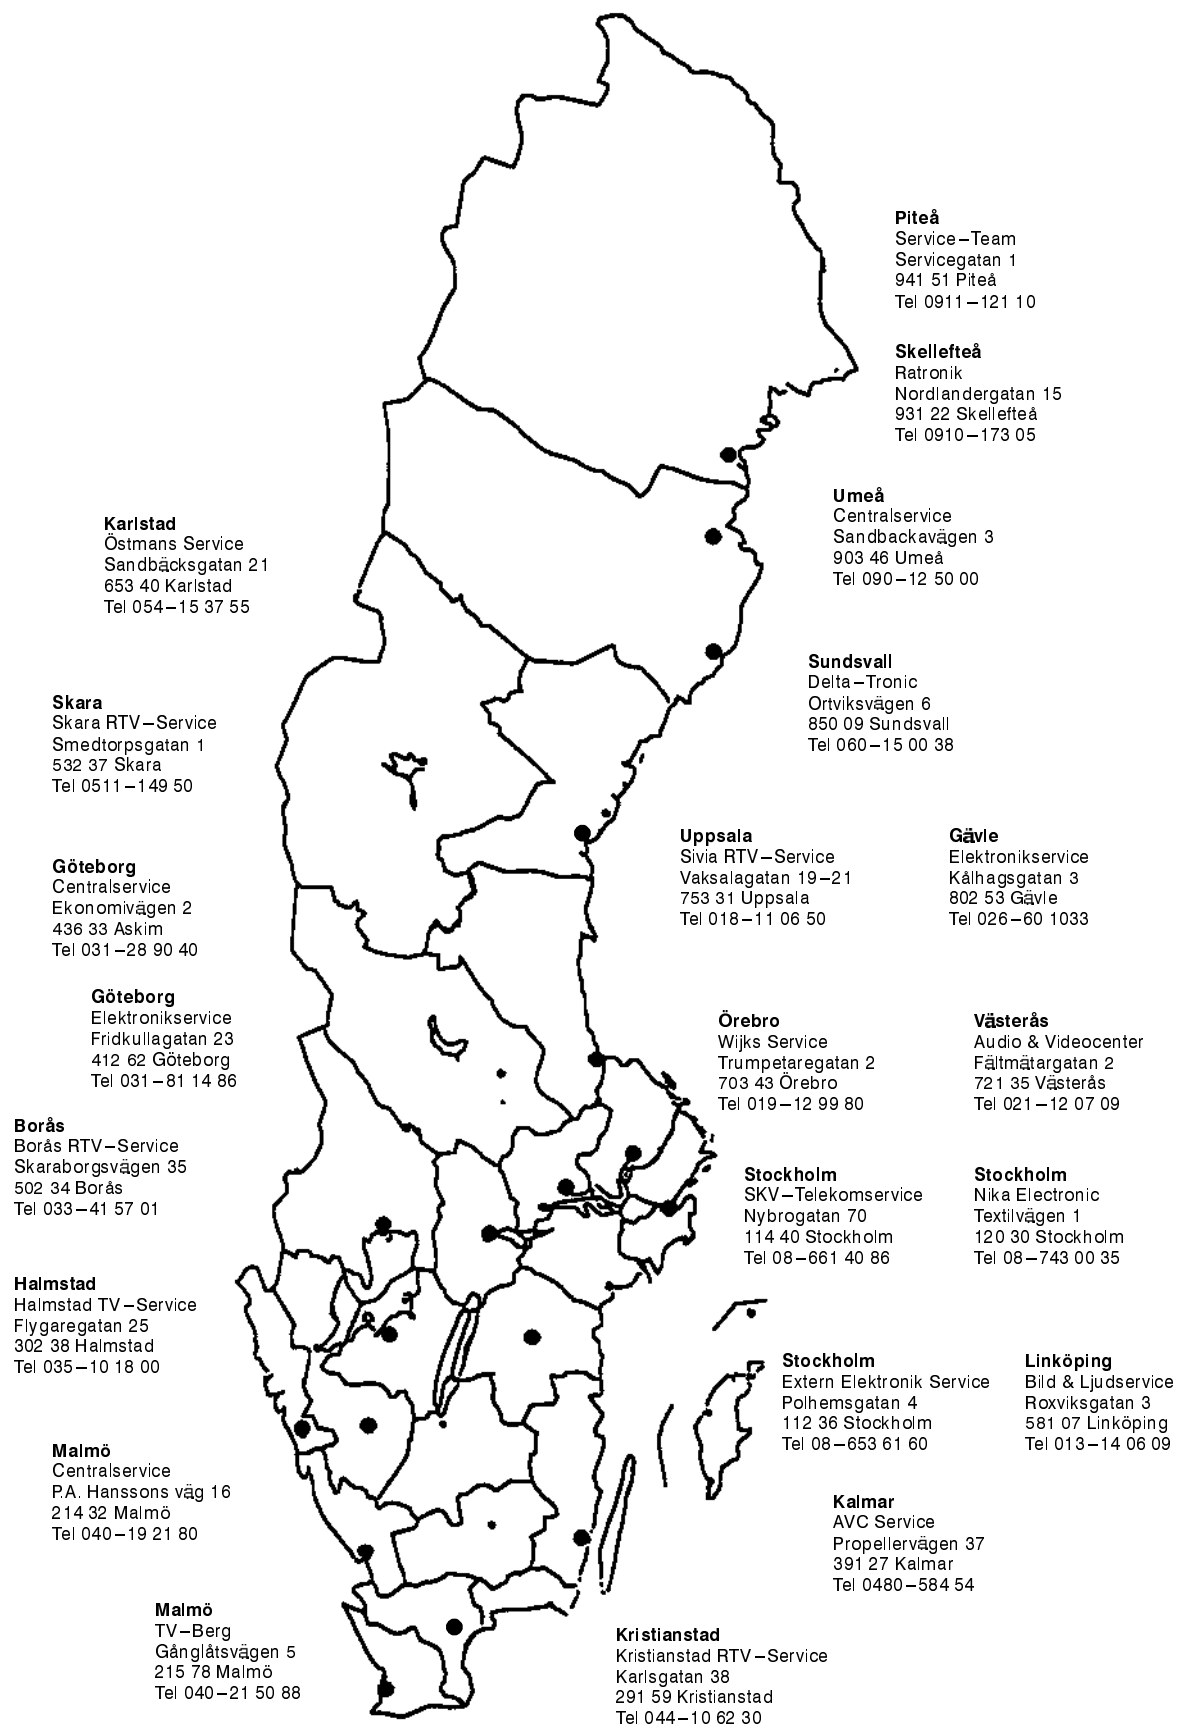 Piteå
Service–Team
Servicegatan 1
941 51 Piteå
Tel 0911–121 10
Skellefteå
Ratronik
Nordlandergatan 15
931 22 Skellefteå
Tel 0910–173 05
Umeå
Centralservice
Sandbackavägen 3
903 46 Umeå
Tel 090–12 50 00
Karlstad
Östmans Service
Sandbäcksgatan 21
653 40 Karlstad
Tel 054–15 37 55
Sundsvall
Delta–Tronic
Ortviksvägen 6
850 09 Sundsvall
Tel 060–15 00 38
Skara
Skara RTV–Service
Smedtorpsgatan 1
532 37 Skara
Tel 0511–149 50
Uppsala
Sivia RTV–Service
Vaksalagatan 19–21
753 31 Uppsala
Tel 018–11 06 50
Gävle
Elektronikservice
Kålhagsgatan 3
802 53 Gävle
Tel 026–60 1033
Göteborg
Centralservice
Ekonomivägen 2
436 33 Askim
Tel 031–28 90 40
Göteborg
Elektronikservice
Fridkullagatan 23
412 62 Göteborg
Tel 031–81 14 86
Örebro
Wijks Service
Trumpetaregatan 2
703 43 Örebro
Tel 019–12 99 80
Västerås
Audio & Videocenter
Fältmätargatan 2
721 35 Västerås
Tel 021–12 07 09
Borås
Borås RTV–Service
Skaraborgsvägen 35
502 34 Borås
Tel 033–41 57 01
Stockholm
SKV–Telekomservice
Nybrogatan 70
114 40 Stockholm
Tel 08–661 40 86
Stockholm
Nika Electronic
Textilvägen 1
120 30 Stockholm
Tel 08–743 00 35
Halmstad
Halmstad TV–Service
Flygaregatan 25
302 38 Halmstad
Tel 035–10 18 00
Stockholm
Extern Elektronik Service
Polhemsgatan 4
112 36 Stockholm
Tel 08–653 61 60
Linköping
Bild & Ljudservice
Roxviksgatan 3
581 07 Linköping
Tel 013–14 06 09
Malmö
Centralservice
P.A. Hanssons väg 16
214 32 Malmö
Tel 040–19 21 80
Kalmar
AVC Service
Propellervägen 37
391 27 Kalmar
Tel 0480–584 54
Malmö
TV–Berg
Gånglåtsvägen 5
215 78 Malmö
Tel 040–21 50 88
Kristianstad
Kristianstad RTV–Service
Karlsgatan 38
291 59 Kristianstad
Tel 044–10 62 30